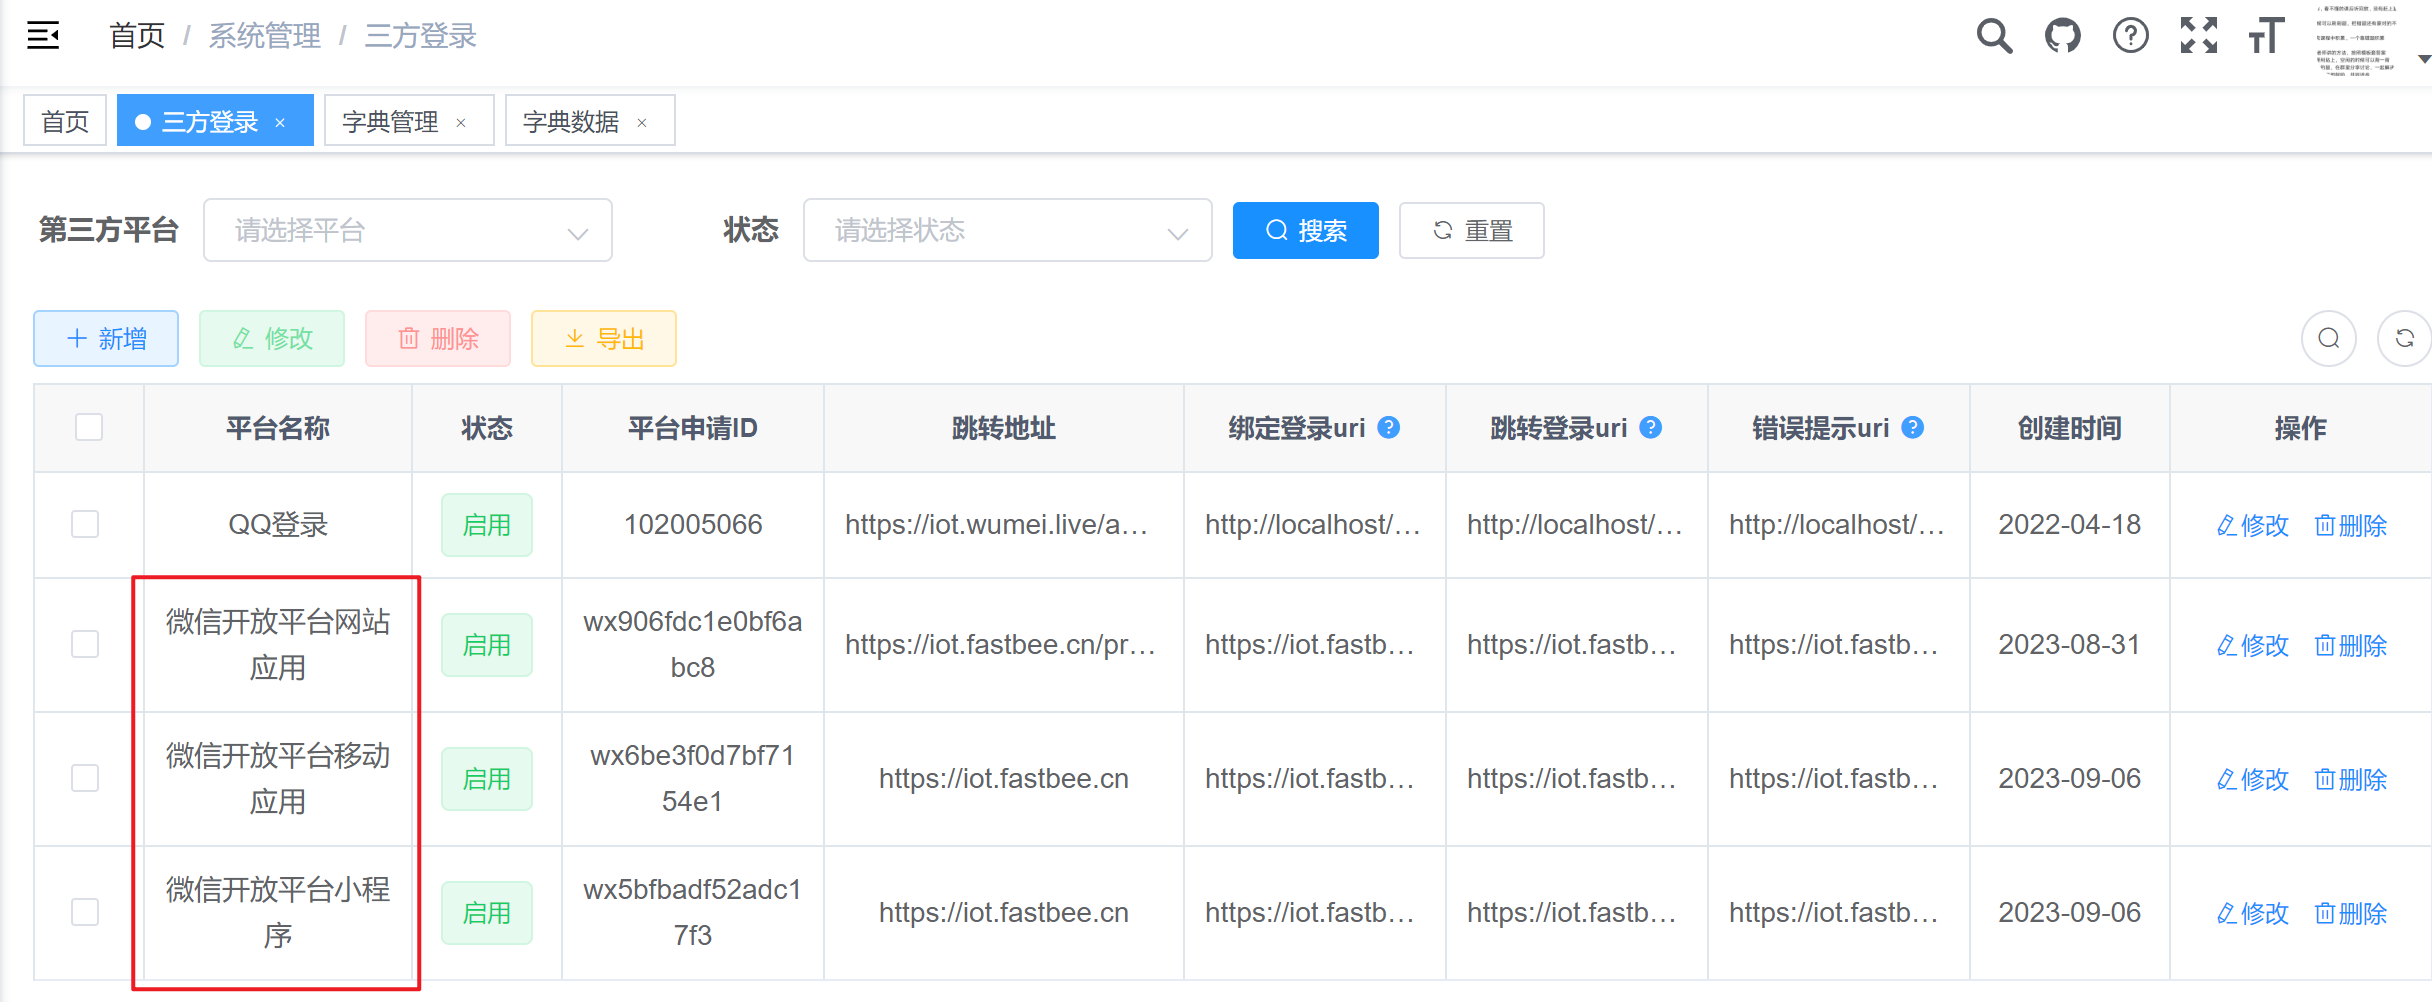 首页 / 系统管理 / 三方登录
首页 三方登录 × 字典管理 × 字典数据 ×
第三方平台 请选择平台 状态 请选择状态 搜索 重置
新增 修改 删除 导出
平台名称 状态 平台申请ID 跳转地址 绑定登录uri 跳转登录uri 错误提示uri 创建时间 操作
QQ登录 启用 102005066 https://iot.wumei.live/a... http://localhost/... http://localhost/... http://localhost/... 2022-04-18 修改 删除
微信开放平台网站
应用 启用 wx906fdc1e0bf6a
bc8 https://iot.fastbee.cn/pr... https://iot.fastb... https://iot.fastb... https://iot.fastb... 2023-08-31 修改 删除
微信开放平台移动
应用 启用 wx6be3f0d7bf71
54e1 https://iot.fastbee.cn https://iot.fastb... https://iot.fastb... https://iot.fastb... 2023-09-06 修改 删除
微信开放平台小程
序 启用 wx5bfbadf52adc1
7f3 https://iot.fastbee.cn https://iot.fastb... https://iot.fastb... https://iot.fastb... 2023-09-06 修改 删除